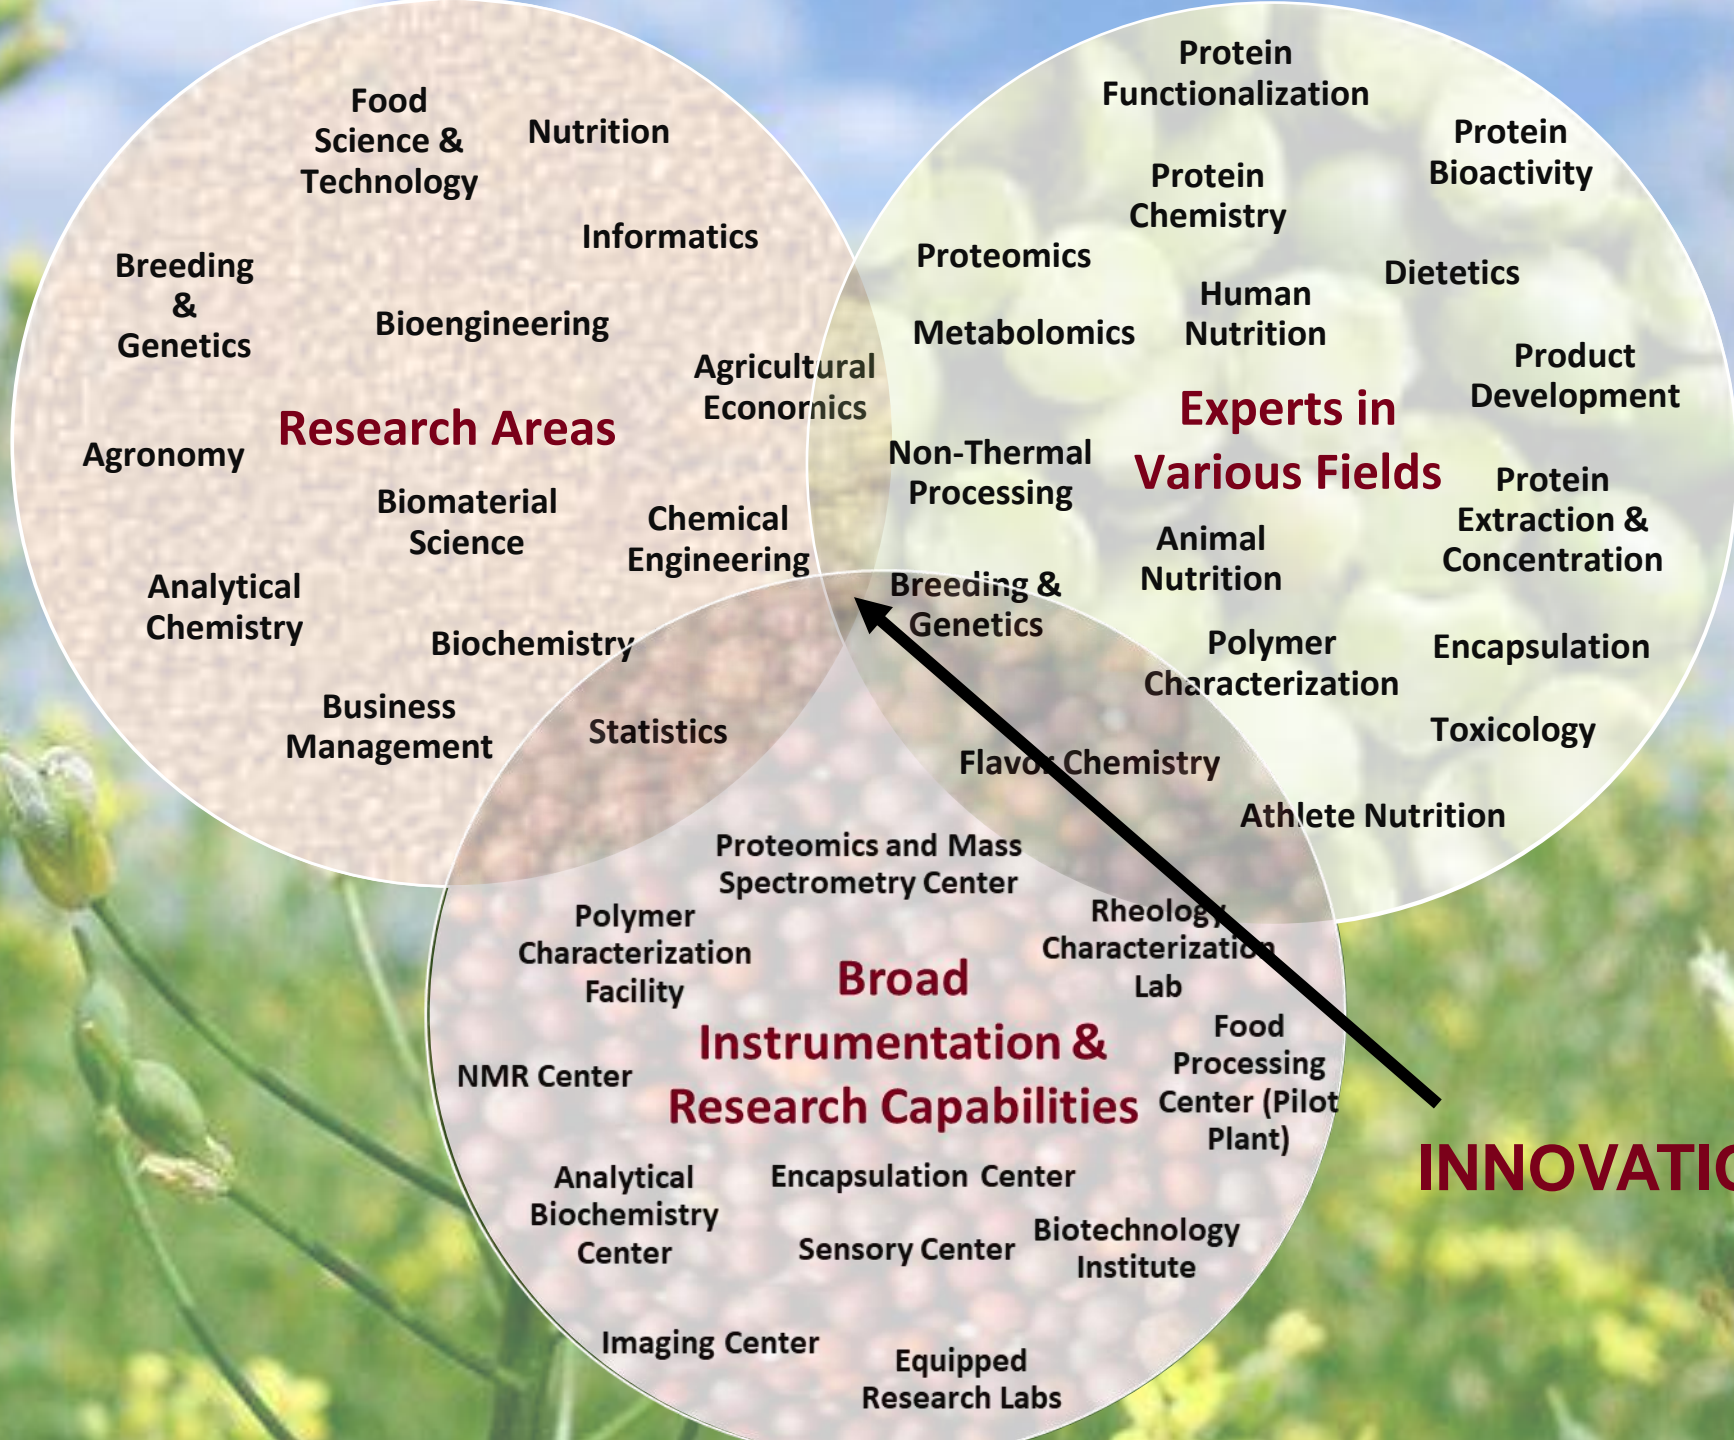 Food
Science &
Technology
Nutrition
Informatics
Breeding
&
Genetics
Bioengineering
Agricultural
Economics
Research Areas
Agronomy
Biomaterial
Science
Chemical
Engineering
Analytical
Chemistry
Biochemistry
Business
Management
Statistics
Protein
Functionalization
Protein
Bioactivity
Protein
Chemistry
Proteomics
Dietetics
Human
Nutrition
Metabolomics
Product
Development
Experts in
Various Fields
Non-Thermal
Processing
Protein
Extraction &
Concentration
Animal
Nutrition
Breeding &
Genetics
Polymer
Characterization
Encapsulation
Toxicology
Flavor Chemistry
Athlete Nutrition
Proteomics and Mass
Spectrometry Center
Polymer
Characterization
Facility
Rheology
Characterization
Lab
Broad
Instrumentation &
Research Capabilities
NMR Center
Food
Processing
Center (Pilot
Plant)
Analytical
Biochemistry
Center
Encapsulation Center
Sensory Center
Biotechnology
Institute
Imaging Center
Equipped
Research Labs
INNOVATIO